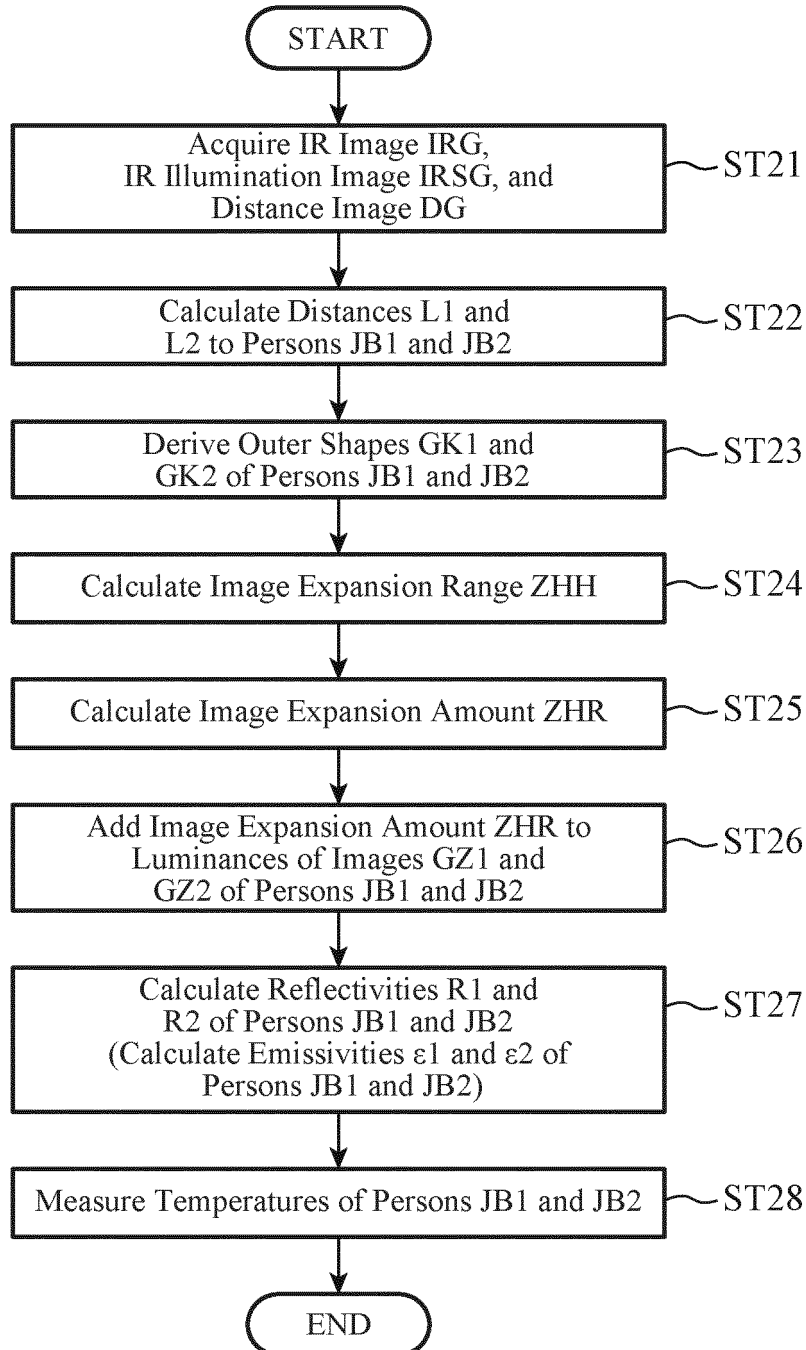 START
Acquire IR Image IRG,
IR Illumination Image IRSG, and
Distance Image DG
ST21
Calculate Distances L1 and
L2 to Persons JB1 and JB2
ST22
Derive Outer Shapes GK1 and
GK2 of Persons JB1 and JB2
ST23
Calculate Image Expansion Range ZHH
ST24
Calculate Image Expansion Amount ZHR
ST25
Add Image Expansion Amount ZHR to
Luminances of Images GZ1 and
GZ2 of Persons JB1 and JB2
ST26
Calculate Reflectivities R1 and
R2 of Persons JB1 and JB2
(Calculate Emissivities ε1 and ε2 of
Persons JB1 and JB2)
ST27
Measure Temperatures of Persons JB1 and JB2
ST28
END